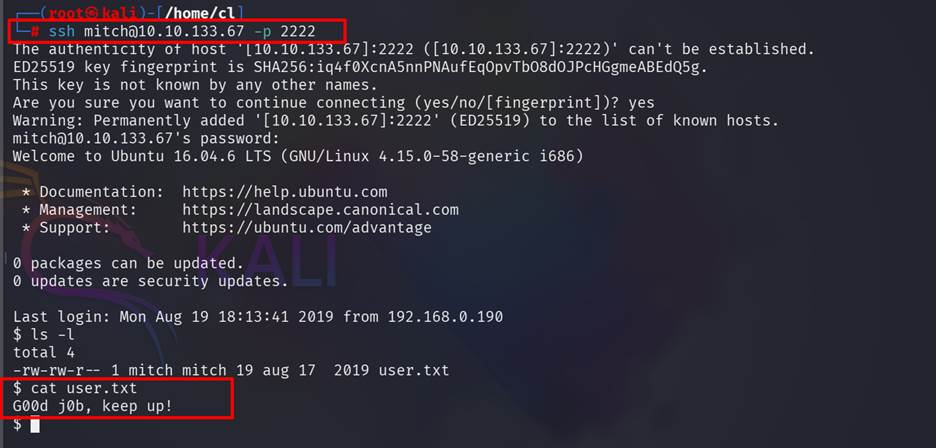 ┌──(root㉿kali)-[/home/cl]
└─# ssh mitch@10.10.133.67 -p 2222
The authenticity of host '[10.10.133.67]:2222 ([10.10.133.67]:2222)' can't be established.
ED25519 key fingerprint is SHA256:iq4f0XcnA5nnPNAufEqOpvTbO8dOJPcHGgmeABEdQ5g.
This key is not known by any other names.
Are you sure you want to continue connecting (yes/no/[fingerprint])? yes
Warning: Permanently added '[10.10.133.67]:2222' (ED25519) to the list of known hosts.
mitch@10.10.133.67's password:
Welcome to Ubuntu 16.04.6 LTS (GNU/Linux 4.15.0-58-generic i686)
* Documentation:  https://help.ubuntu.com
* Management:     https://landscape.canonical.com
* Support:        https://ubuntu.com/advantage
KALI
0 packages can be updated.
0 updates are security updates.
Last login: Mon Aug 19 18:13:41 2019 from 192.168.0.190
$ ls -l
total 4
-rw-rw-r-- 1 mitch mitch 19 aug 17  2019 user.txt
$ cat user.txt
G00d j0b, keep up!
$